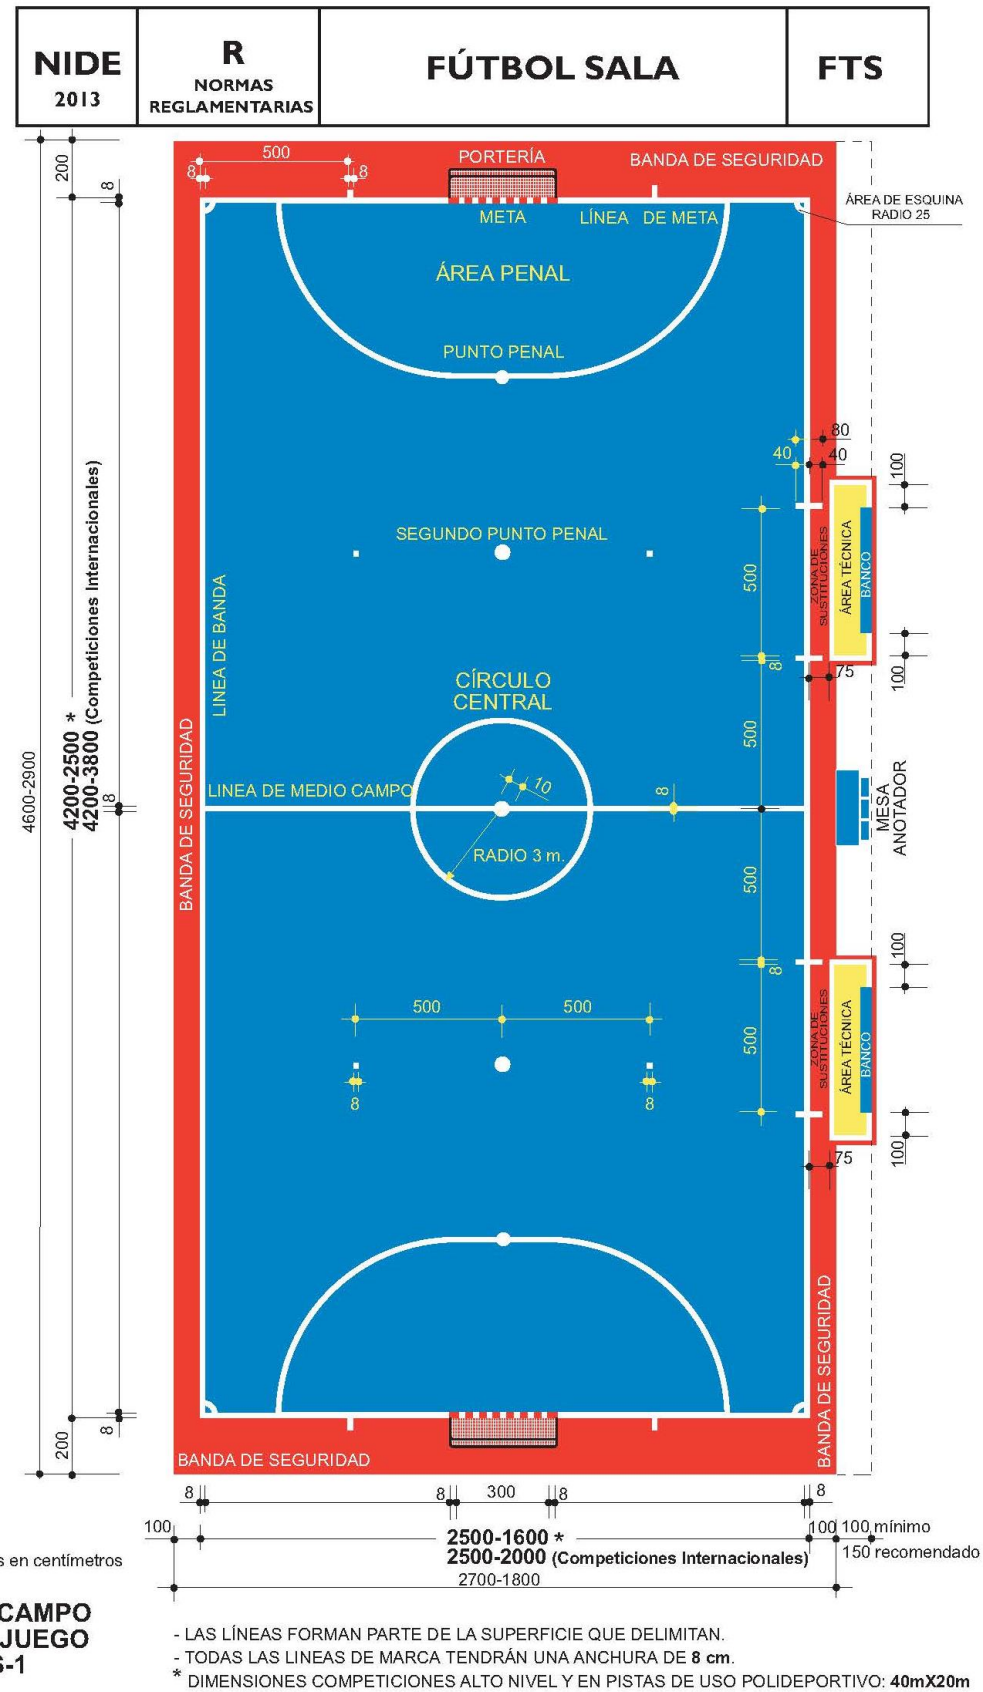 NIDE
2013
R
NORMAS
REGLAMENTARIAS
FÚTBOL SALA
FTS
500
8
8
PORTERÍA
BANDA DE SEGURIDAD
200
8
META
LÍNEA DE META
ÁREA DE ESQUINA
RADIO 25
ÁREA PENAL
PUNTO PENAL
80
40
40
100
SEGUNDO PUNTO PENAL
500
ZONA DE
SUSTITUCIONES
ÁREA TÉCNICA
BANCO
LINEA DE BANDA
8
75
100
CÍRCULO
CENTRAL
500
4600-2900
4200-2500 *
4200-3800 (Competiciones Internacionales)
8
BANDA DE SEGURIDAD
LINEA DE MEDIO CAMPO
10
8
MESA
ANOTADOR
RADIO 3 m.
500
100
8
500
500
500
ZONA DE
SUSTITUCIONES
ÁREA TÉCNICA
BANCO
8
8
100
75
BANDA DE SEGURIDAD
200
8
BANDA DE SEGURIDAD
8
8
300
8
8
100
2500-1600 *
100
100 mínimo
2500-2000 (Competiciones Internacionales)
150 recomendado
2700-1800
s en centímetros
CAMPO
JUEGO
S-1
- LAS LÍNEAS FORMAN PARTE DE LA SUPERFICIE QUE DELIMITAN.
- TODAS LAS LINEAS DE MARCA TENDRÁN UNA ANCHURA DE 8 cm.
* DIMENSIONES COMPETICIONES ALTO NIVEL Y EN PISTAS DE USO POLIDEPORTIVO: 40mX20m